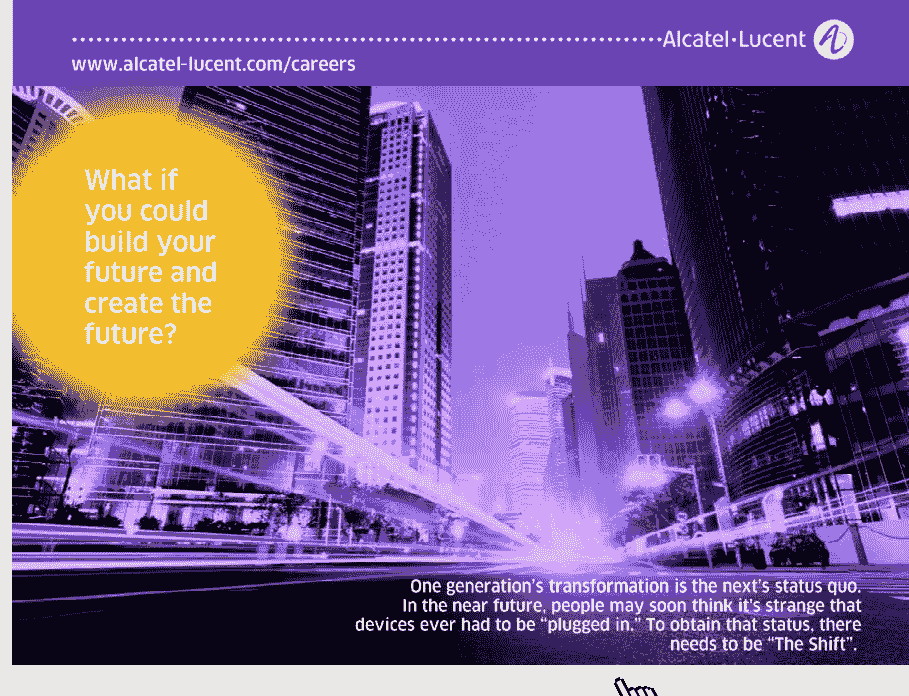 Alcatel·Lucent
www.alcatel-lucent.com/careers
What if
you could
build your
future and
create the
future?
One generation's transformation is the next's status quo.
In the near future, people may soon think it's strange that
devices ever had to be “plugged in.” To obtain that status, there
needs to be “The Shift”.